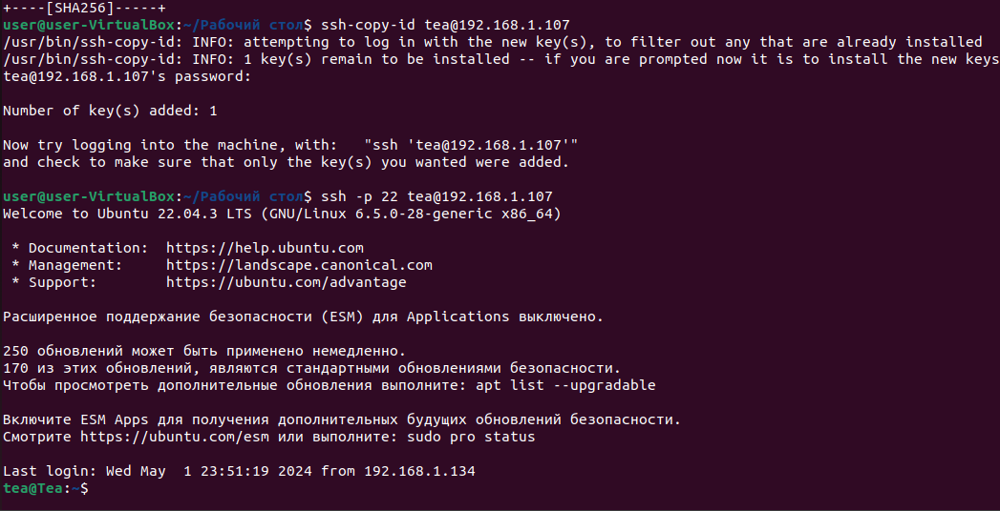 +----[SHA256]-----+
user@user-VirtualBox:~/Рабочий стол$ ssh-copy-id tea@192.168.1.107
/usr/bin/ssh-copy-id: INFO: attempting to log in with the new key(s), to filter out any that are already installed
/usr/bin/ssh-copy-id: INFO: 1 key(s) remain to be installed -- if you are prompted now it is to install the new keys
tea@192.168.1.107's password:
Number of key(s) added: 1
Now try logging into the machine, with:   "ssh 'tea@192.168.1.107'"
and check to make sure that only the key(s) you wanted were added.
user@user-VirtualBox:~/Рабочий стол$ ssh -p 22 tea@192.168.1.107
Welcome to Ubuntu 22.04.3 LTS (GNU/Linux 6.5.0-28-generic x86_64)
 * Documentation:  https://help.ubuntu.com
 * Management:     https://landscape.canonical.com
 * Support:        https://ubuntu.com/advantage
Расширенное поддержание безопасности (ESM) для Applications выключено.
250 обновлений может быть применено немедленно.
170 из этих обновлений, являются стандартными обновлениями безопасности.
Чтобы просмотреть дополнительные обновления выполните: apt list --upgradable
Включите ESM Apps для получения дополнительных будущих обновлений безопасности.
Смотрите https://ubuntu.com/esm или выполните: sudo pro status
Last login: Wed May  1 23:51:19 2024 from 192.168.1.134
tea@Tea:~$